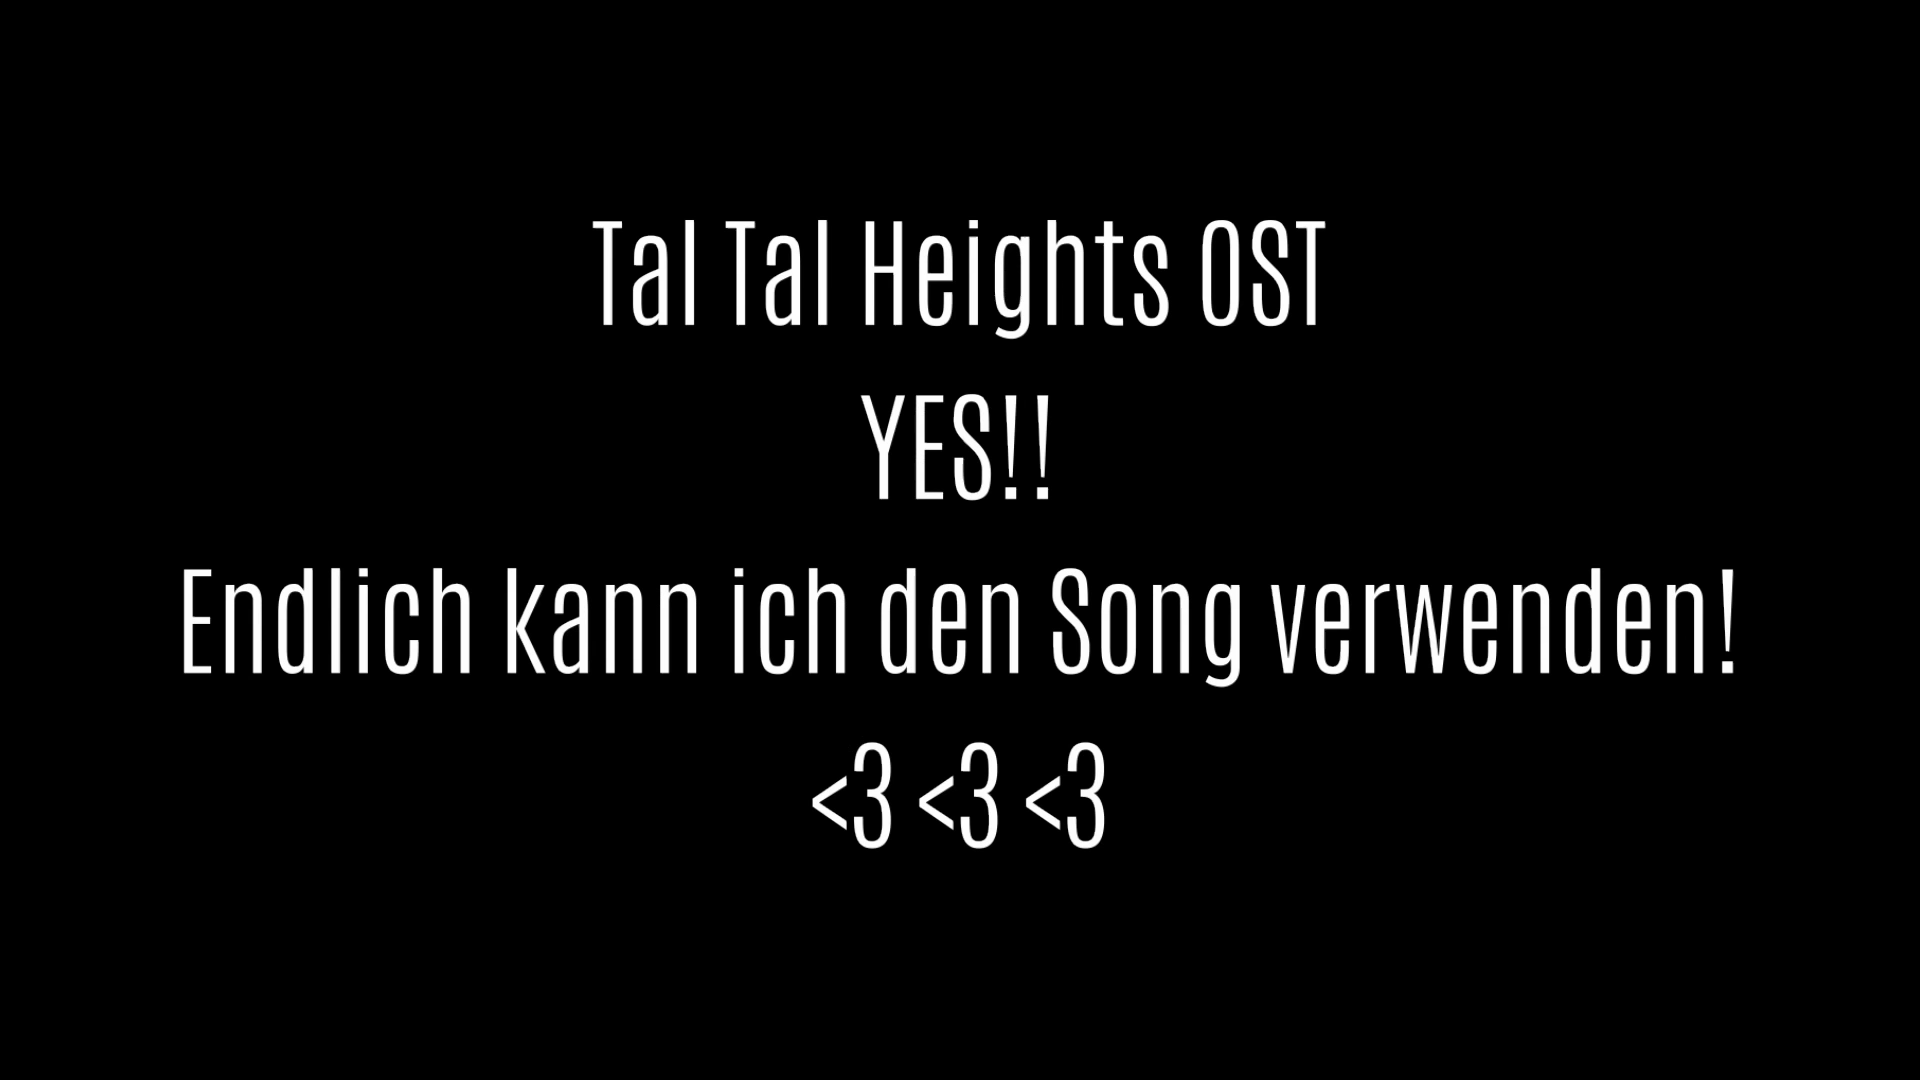 Tal Tal Heights OST
YES!!
Endlich kann ich den Song verwenden!
<3 <3 <3